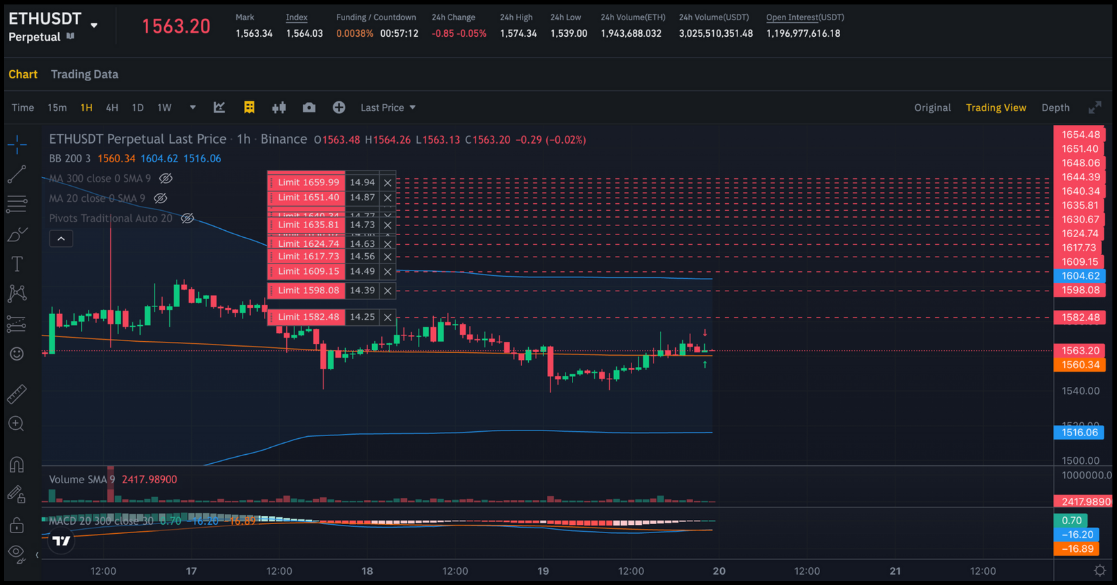 ETHUSDT
Perpetual
1563.20
Mark
1,563.34
Index
1,564.03
Funding / Countdown
0.0038% 00:57:12
24h Change
-0.85 -0.05%
24h High
1,574.34
24h Low
1,539.00
24h Volume(ETH)
1,943,688.032
24h Volume(USDT)
3,025,510,351.48
Open Interest(USDT)
1,196,977,616.18
Chart Trading Data
Time 15m 1H 4H 1D 1W Last Price Original Trading View Depth
ETHUSDT Perpetual Last Price · 1h · Binance O1563.48 H1564.26 L1563.13 C1563.20 −0.29 (−0.02%)
BB 200 3 1560.34 1604.62 1516.06
MA 300 close 0 SMA 9
MA 20 close 0 SMA 9
Pivots Traditional Auto 20
Limit 1659.99 14.94
Limit 1651.40 14.87
Limit 1640.34 14.77
Limit 1635.81 14.73
Limit 1624.74 14.63
Limit 1617.73 14.56
Limit 1609.15 14.49
Limit 1598.08 14.39
Limit 1582.48 14.25
1654.48
1651.40
1648.06
1644.39
1640.34
1635.81
1630.67
1624.74
1617.73
1609.15
1604.62
1598.08
1582.48
1563.20
1560.34
1540.00
1516.06
1500.00
Volume SMA 9 2417.98900
1000000.0
2417.9890
MACD 20 300 close 30 0.70 −16.20 −16.89
0.70
−16.20
−16.89
12:00 17 12:00 18 12:00 19 12:00 20 12:00 21 12:00